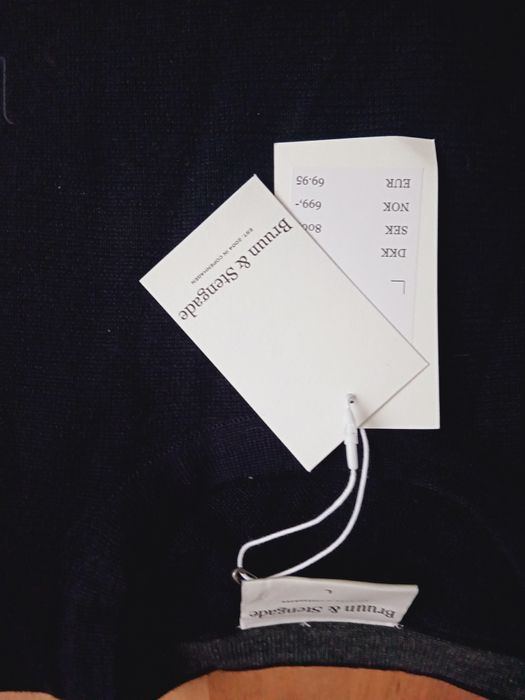 Bruun & Stengade
L
L
DKK
SEK
NOK 699,-
EUR 69.95
Bruun & Stengade
EST. 2004 IN COPENHAGEN